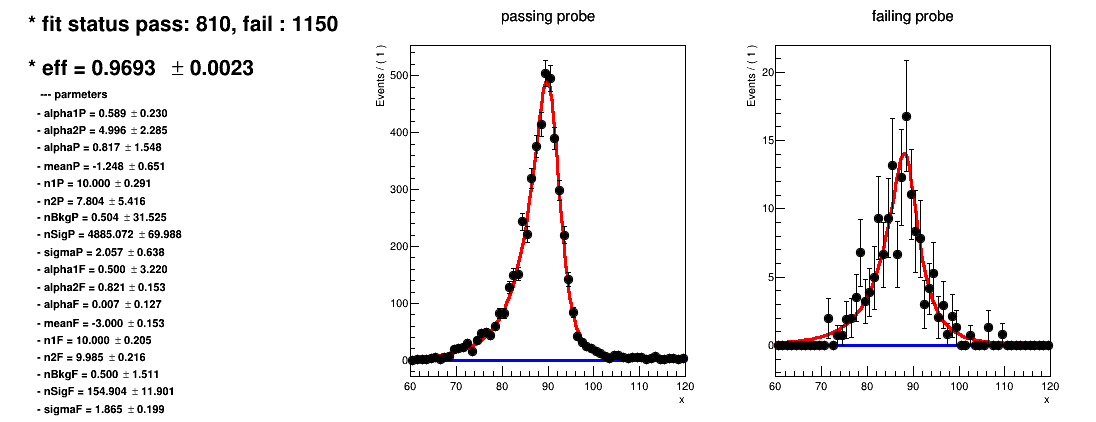 * fit status pass: 810, fail : 1150
* eff = 0.9693 ± 0.0023
--- parmeters
- alpha1P = 0.589 ± 0.230
- alpha2P = 4.996 ± 2.285
- alphaP = 0.817 ± 1.548
- meanP = -1.248 ± 0.651
- n1P = 10.000 ± 0.291
- n2P = 7.804 ± 5.416
- nBkgP = 0.504 ± 31.525
- nSigP = 4885.072 ± 69.988
- sigmaP = 2.057 ± 0.638
- alpha1F = 0.500 ± 3.220
- alpha2F = 0.821 ± 0.153
- alphaF = 0.007 ± 0.127
- meanF = -3.000 ± 0.153
- n1F = 10.000 ± 0.205
- n2F = 9.985 ± 0.216
- nBkgF = 0.500 ± 1.511
- nSigF = 154.904 ± 11.901
- sigmaF = 1.865 ± 0.199
passing probe
Events / ( 1 )
500
400
300
200
100
0
60 70 80 90 100 110 120
x
failing probe
Events / ( 1 )
20
15
10
5
0
60 70 80 90 100 110 120
x